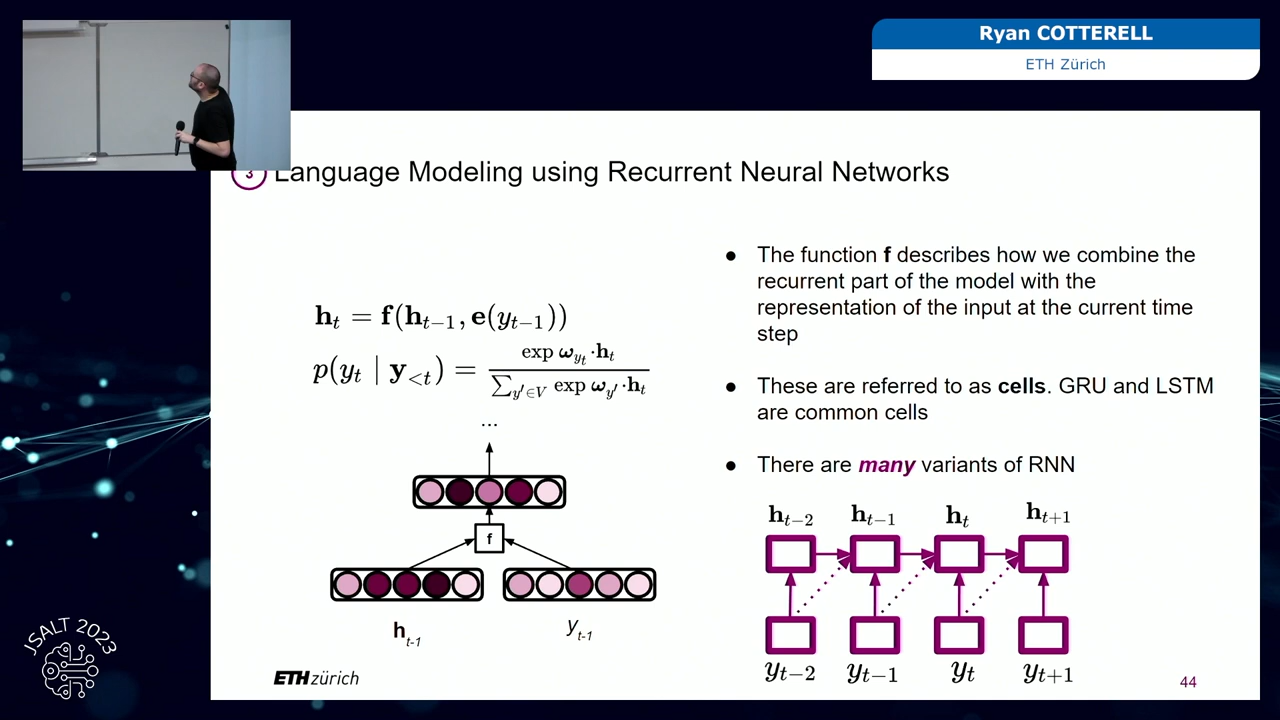 Ryan COTTERELL
ETH Zürich
3 Language Modeling using Recurrent Neural Networks
h_t = f(h_{t-1}, e(y_{t-1}))
p(y_t | y_{<t}) = exp ω_{y_t} · h_t / ∑_{y'∈V} exp ω_{y'} · h_t
...
f
h_{t-1}
y_{t-1}
● The function f describes how we combine the
recurrent part of the model with the
representation of the input at the current time
step
● These are referred to as cells. GRU and LSTM
are common cells
● There are many variants of RNN
h_{t-2} h_{t-1} h_t h_{t+1}
y_{t-2} y_{t-1} y_t y_{t+1}
JSALT 2023
ETH zürich
44